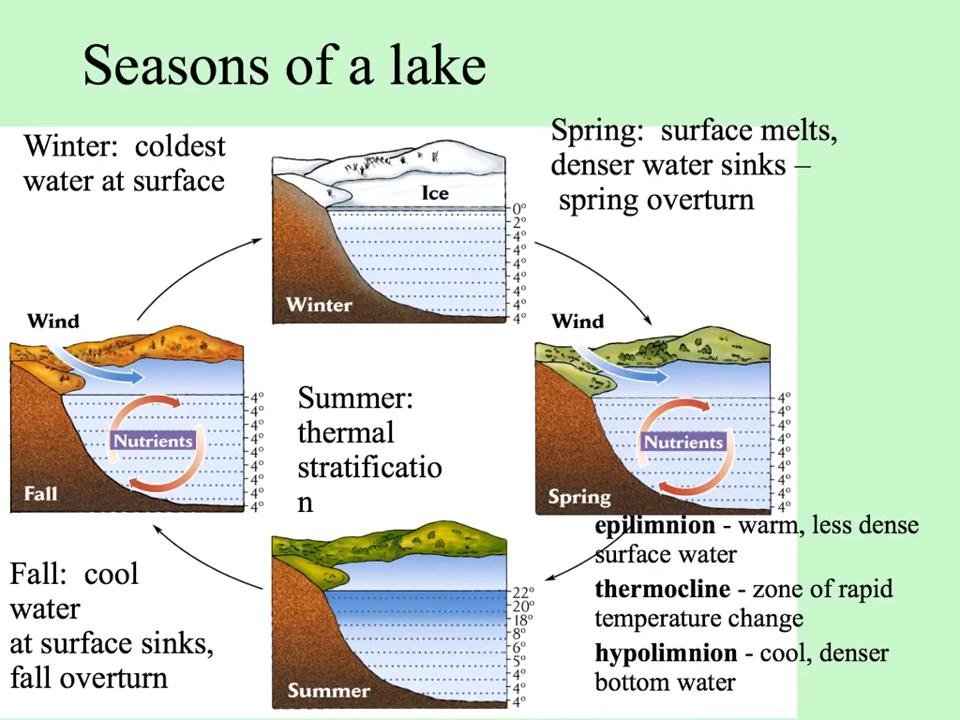 Seasons of a lake
Winter: coldest
water at surface
Spring: surface melts,
denser water sinks –
spring overturn
Ice
0°
2°
4°
4°
4°
4°
4°
4°
4°
Winter
Wind
4°
4°
4°
4°
4°
4°
4°
4°
4°
Nutrients
Fall
Summer:
thermal
stratificatio
n
Wind
4°
4°
4°
4°
4°
4°
4°
4°
4°
Nutrients
Spring
epilimnion - warm, less dense
surface water
thermocline - zone of rapid
temperature change
hypolimnion - cool, denser
bottom water
Fall: cool
water
at surface sinks,
fall overturn
22°
20°
18°
8°
6°
5°
4°
4°
4°
Summer